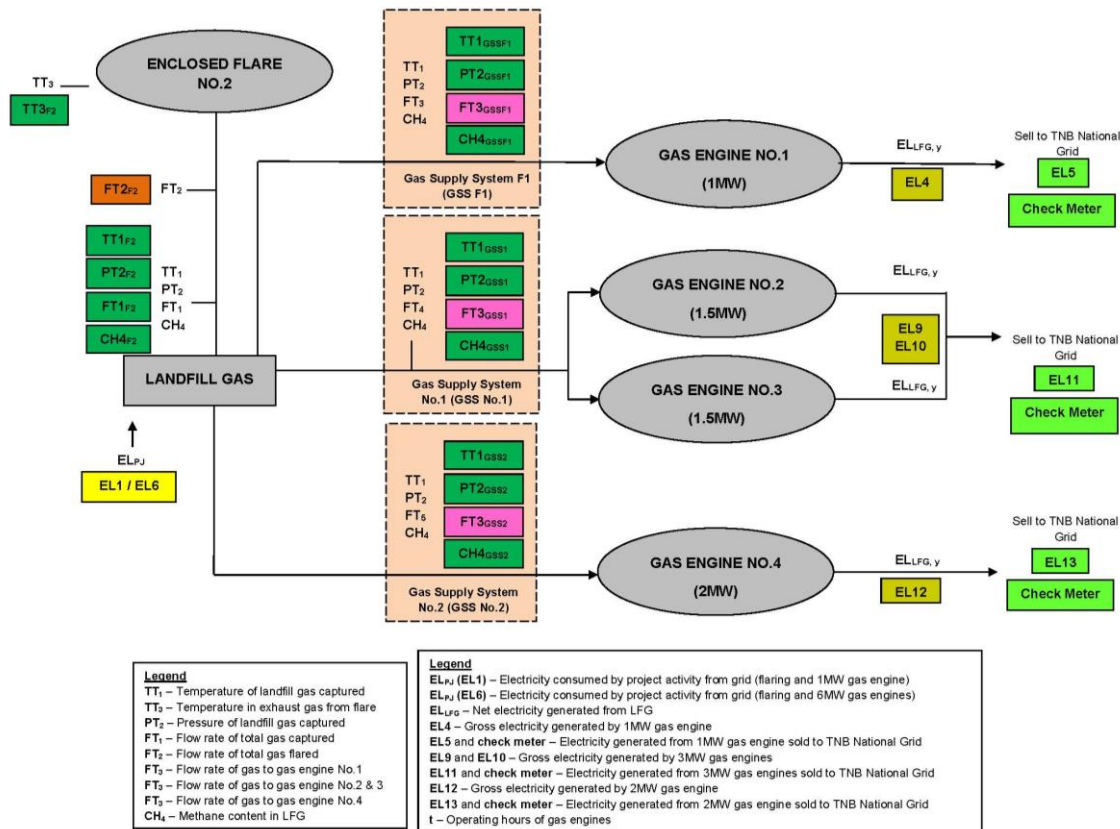 ENCLOSED FLARE
NO.2
TT₃
TT3F2
FT2F2
FT₂
TT1F2
PT2F2
FT1F2
CH4F2
TT₁
PT₂
FT₁
CH₄
LANDFILL GAS
ELPJ
EL1 / EL6
TT₁
PT₂
FT₃
CH₄
TT1GSSF1
PT2GSSF1
FT3GSSF1
CH4GSSF1
Gas Supply System F1
(GSS F1)
GAS ENGINE NO.1
(1MW)
ELLFG, y
EL4
Sell to TNB National
Grid
EL5
Check Meter
TT₁
PT₂
FT₄
CH₄
TT1GSS1
PT2GSS1
FT3GSS1
CH4GSS1
Gas Supply System
No.1 (GSS No.1)
GAS ENGINE NO.2
(1.5MW)
ELLFG, y
EL9
EL10
GAS ENGINE NO.3
(1.5MW)
ELLFG, y
Sell to TNB National
Grid
EL11
Check Meter
TT₁
PT₂
FT₅
CH₄
TT1GSS2
PT2GSS2
FT3GSS2
CH4GSS2
Gas Supply System
No.2 (GSS No.2)
GAS ENGINE NO.4
(2MW)
ELLFG, y
EL12
Sell to TNB National
Grid
EL13
Check Meter
Legend
TT₁ – Temperature of landfill gas captured
TT₃ – Temperature in exhaust gas from flare
PT₂ – Pressure of landfill gas captured
FT₁ – Flow rate of total gas captured
FT₂ – Flow rate of total gas flared
FT₃ – Flow rate of gas to gas engine No.1
FT₃ – Flow rate of gas to gas engine No.2 & 3
FT₃ – Flow rate of gas to gas engine No.4
CH₄ – Methane content in LFG
Legend
ELPJ (EL1) – Electricity consumed by project activity from grid (flaring and 1MW gas engine)
ELPJ (EL6) – Electricity consumed by project activity from grid (flaring and 6MW gas engines)
ELLFG – Net electricity generated from LFG
EL4 – Gross electricity generated by 1MW gas engine
EL5 and check meter – Electricity generated from 1MW gas engine sold to TNB National Grid
EL9 and EL10 – Gross electricity generated by 3MW gas engines
EL11 and check meter – Electricity generated from 3MW gas engines sold to TNB National Grid
EL12 – Gross electricity generated by 2MW gas engine
EL13 and check meter – Electricity generated from 2MW gas engine sold to TNB National Grid
t – Operating hours of gas engines